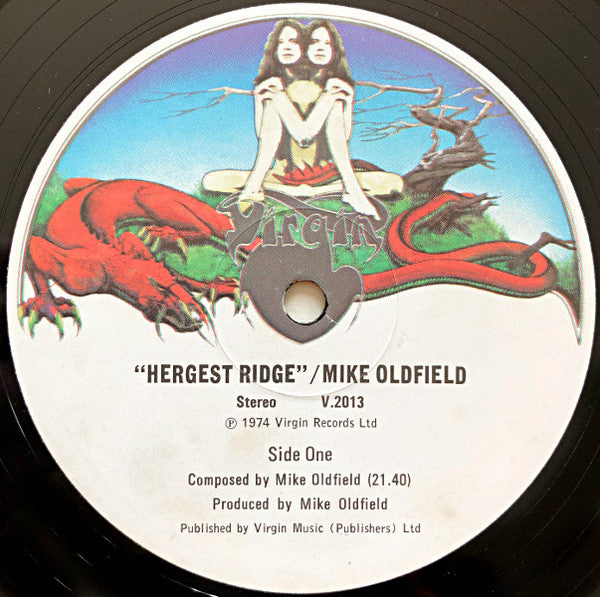 Virgin
“HERGEST RIDGE”/MIKE OLDFIELD
Stereo V.2013
℗ 1974 Virgin Records Ltd
Side One
Composed by Mike Oldfield (21.40)
Produced by Mike Oldfield
Published by Virgin Music (Publishers) Ltd